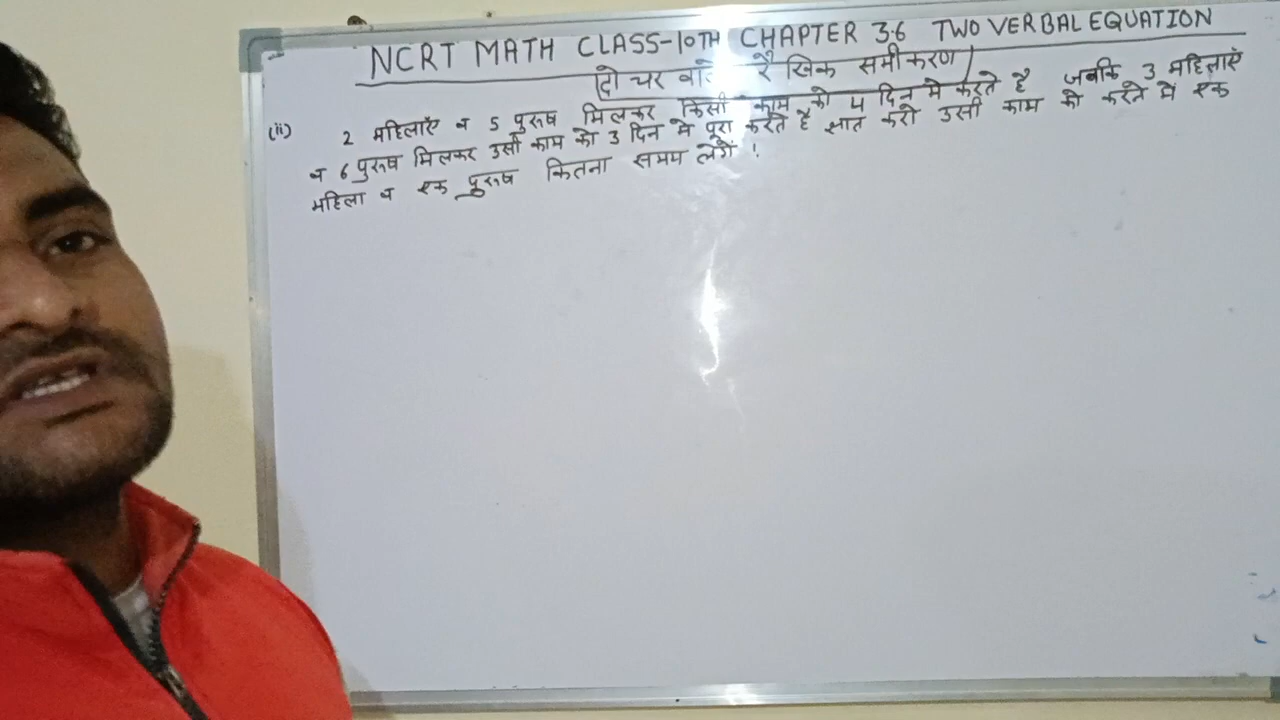 NCRT MATH CLASS-10TH CHAPTER 3.6 TWO VERBAL EQUATION
दो चर वाले रैखिक समीकरण
(ii) 2 महिलाएँ व 5 पुरुष मिलकर किसी काम को 4 दिन मे करते है जबकि 3 महिलाएँ
व 6 पुरुष मिलकर उसी काम को 3 दिन मे पूरा करते है ज्ञात करो उसी काम को करते मे एक
महिला व एक पुरुष कितना समय लेगें !